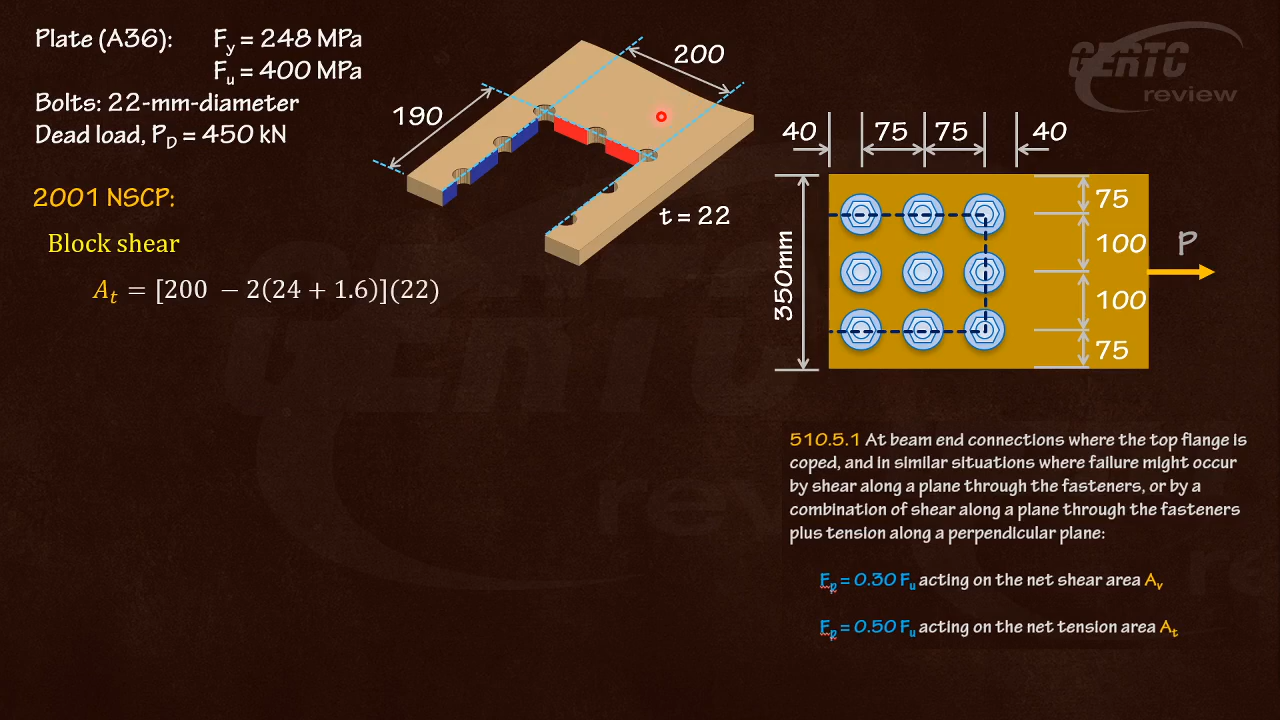 Plate (A36): Fy = 248 MPa
Fu = 400 MPa
Bolts: 22-mm-diameter
Dead load, PD = 450 kN
2001 NSCP:
Block shear
At = [200 − 2(24 + 1.6)](22)
190
200
t = 22
GERTC
review
40 75 75 40
350mm
75
100
100
75
P
510.5.1 At beam end connections where the top flange is
coped, and in similar situations where failure might occur
by shear along a plane through the fasteners, or by a
combination of shear along a plane through the fasteners
plus tension along a perpendicular plane:
Fp = 0.30 Fu acting on the net shear area Av
Fp = 0.50 Fu acting on the net tension area At